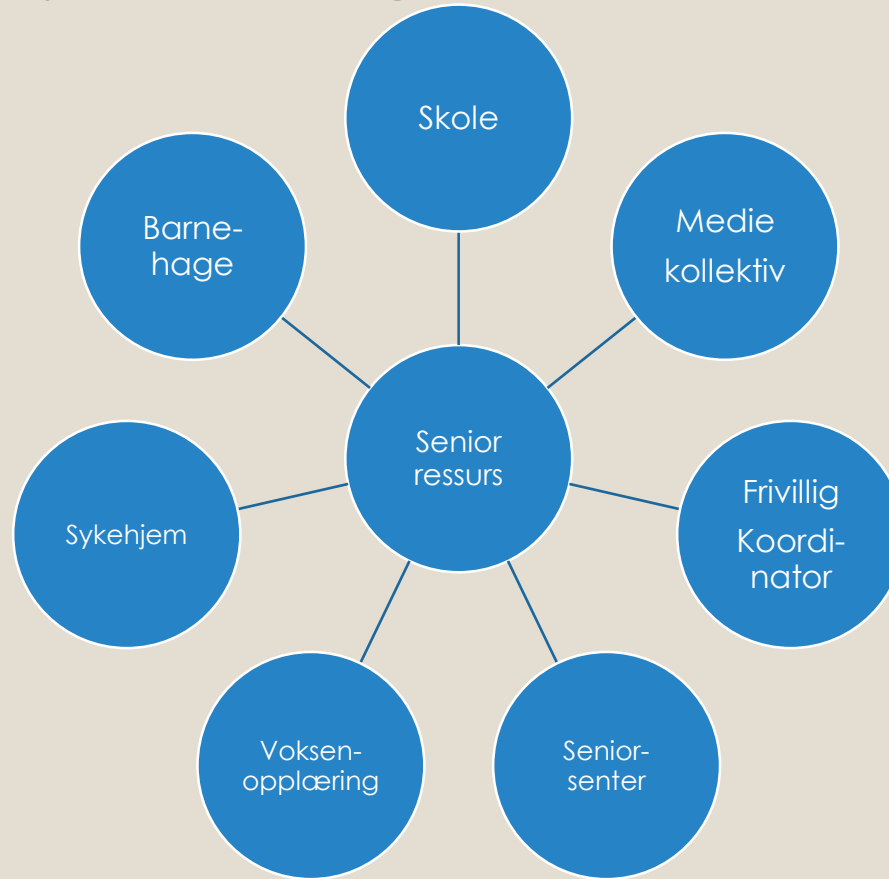 Skole
Barne-
hage
Medie
kollektiv
Senior
ressurs
Sykehjem
Frivillig
Koordi-
nator
Voksen-
opplæring
Senior-
senter